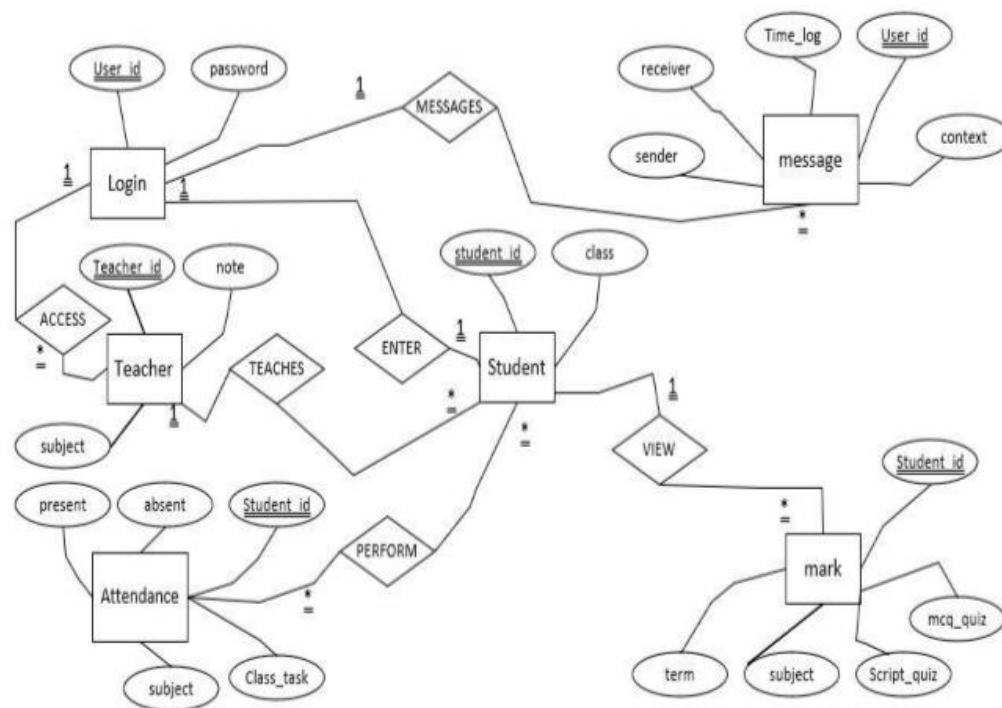 Time_log
User_id
User_id
password
receiver
1
MESSAGES
context
sender
message
1
Login
1
*
=
Teacher_id
note
student_id
class
ACCESS
1
*
=
Teacher
TEACHES
ENTER
Student
1
*
=
1
*
=
subject
VIEW
Student_id
present
absent
Student_id
*
=
PERFORM
mark
Attendance
*
=
mcq_quiz
subject
Class_task
term
subject
Script_quiz